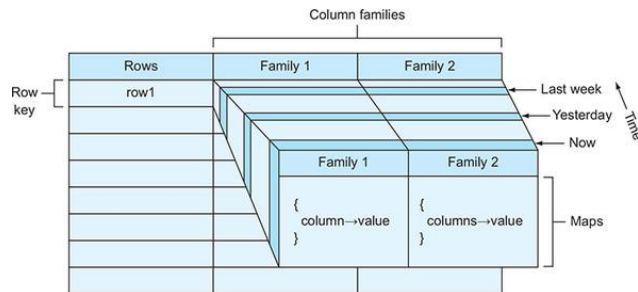 Column families
Rows
Family 1
Family 2
Row
key
row1
Last week
Yesterday
Now
Time
Family 1
Family 2
{
column→value
}
{
columns→value
}
Maps